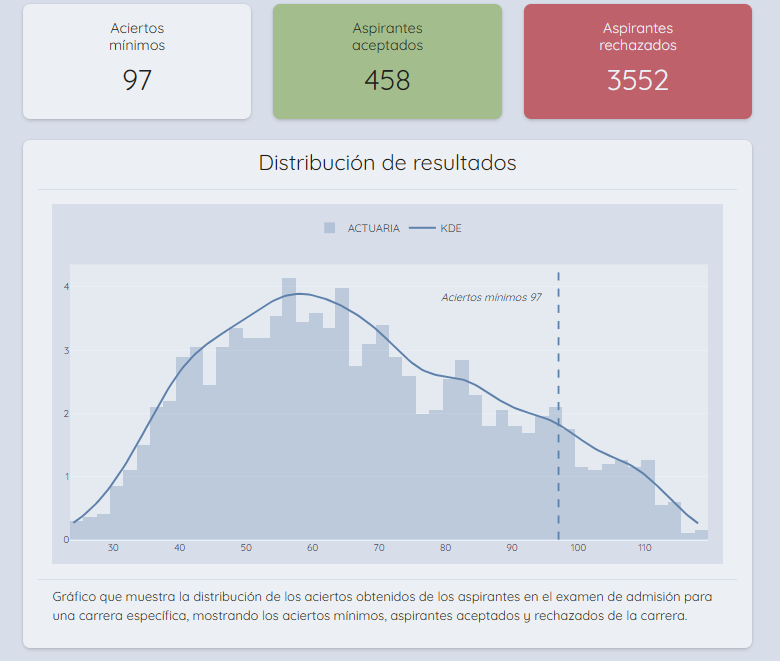 Aciertos
mínimos
97
Aspirantes
aceptados
458
Aspirantes
rechazados
3552
Distribución de resultados
ACTUARIA KDE
Aciertos mínimos 97
4
3
2
1
0
30 40 50 60 70 80 90 100 110
Gráfico que muestra la distribución de los aciertos obtenidos de los aspirantes en el examen de admisión para
una carrera específica, mostrando los aciertos mínimos, aspirantes aceptados y rechazados de la carrera.